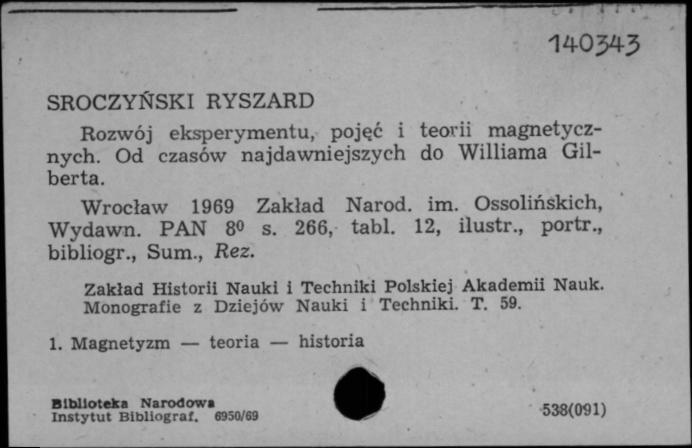 140343
SROCZYŃSKI RYSZARD
Rozwój eksperymentu, pojęć i teorii magnetycz-
nych. Od czasów najdawniejszych do Williama Gil-
berta.
Wrocław 1969 Zakład Narod. im. Ossolińskich,
Wydawn. PAN 8⁰ s. 266, tabl. 12, ilustr., portr.,
bibliogr., Sum., Rez.
Zakład Historii Nauki i Techniki Polskiej Akademii Nauk.
Monografie z Dziejów Nauki i Techniki. T. 59.
1. Magnetyzm — teoria — historia
Biblioteka Narodowa
Instytut Bibliograf. 6950/69
538(091)